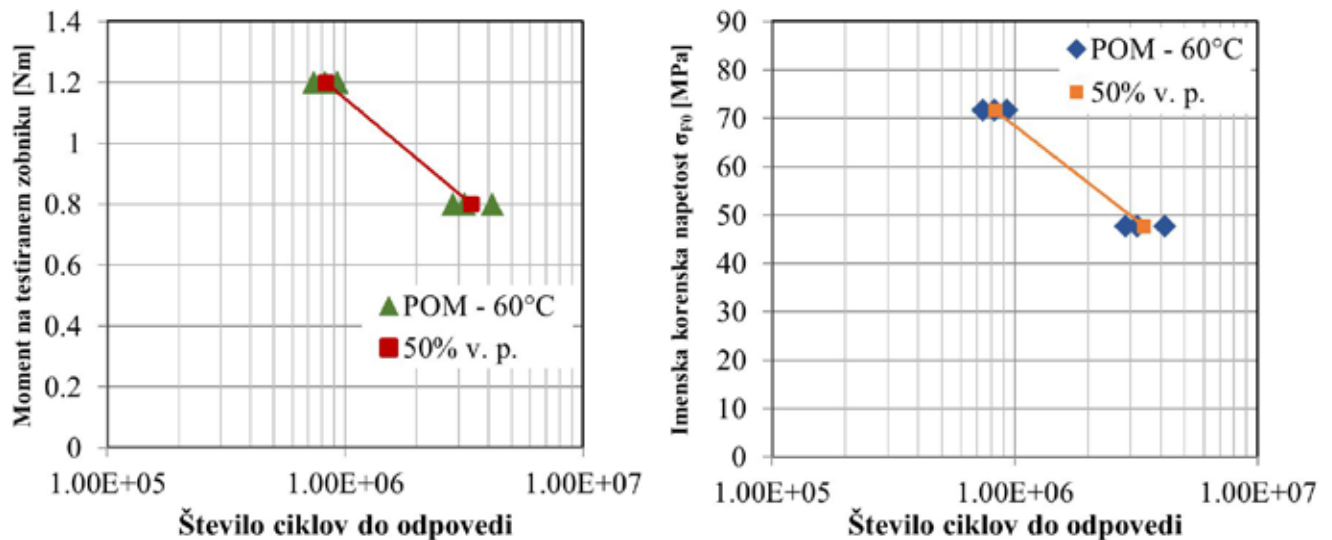 Moment na testiranem zobniku [Nm]
1.4
1.2
1
0.8
0.6
0.4
0.2
0
POM - 60°C
50% v. p.
1.00E+05
1.00E+06
1.00E+07
Število ciklov do odpovedi
Imenska korenska napetost σF0 [MPa]
90
80
70
60
50
40
30
20
10
0
POM - 60°C
50% v. p.
1.00E+05
1.00E+06
1.00E+07
Število ciklov do odpovedi